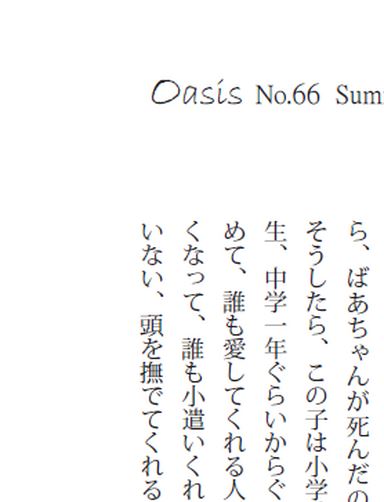 Oasis No.66 Sum
ら、ばあちゃんが死んだの
そうしたら、この子は小学
生、中学一年ぐらいからぐ
めて、誰も愛してくれる人
くなって、誰も小遣いくれ
いない、頭を撫でてくれる